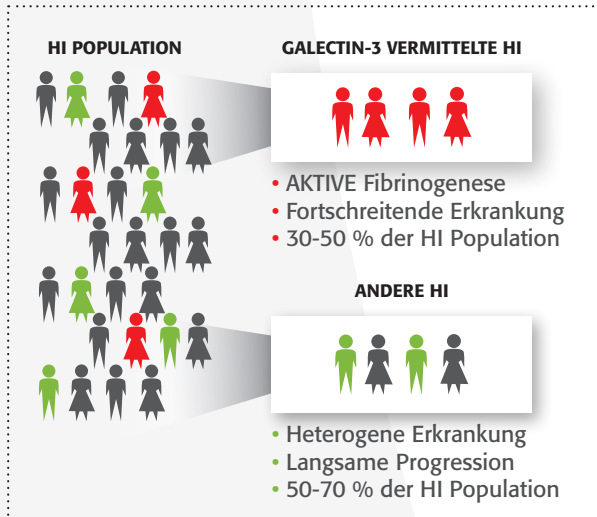 HI POPULATION
GALECTIN-3 VERMITTELTE HI
• AKTIVE Fibrinogenese
• Fortschreitende Erkrankung
• 30-50 % der HI Population
ANDERE HI
• Heterogene Erkrankung
• Langsame Progression
• 50-70 % der HI Population